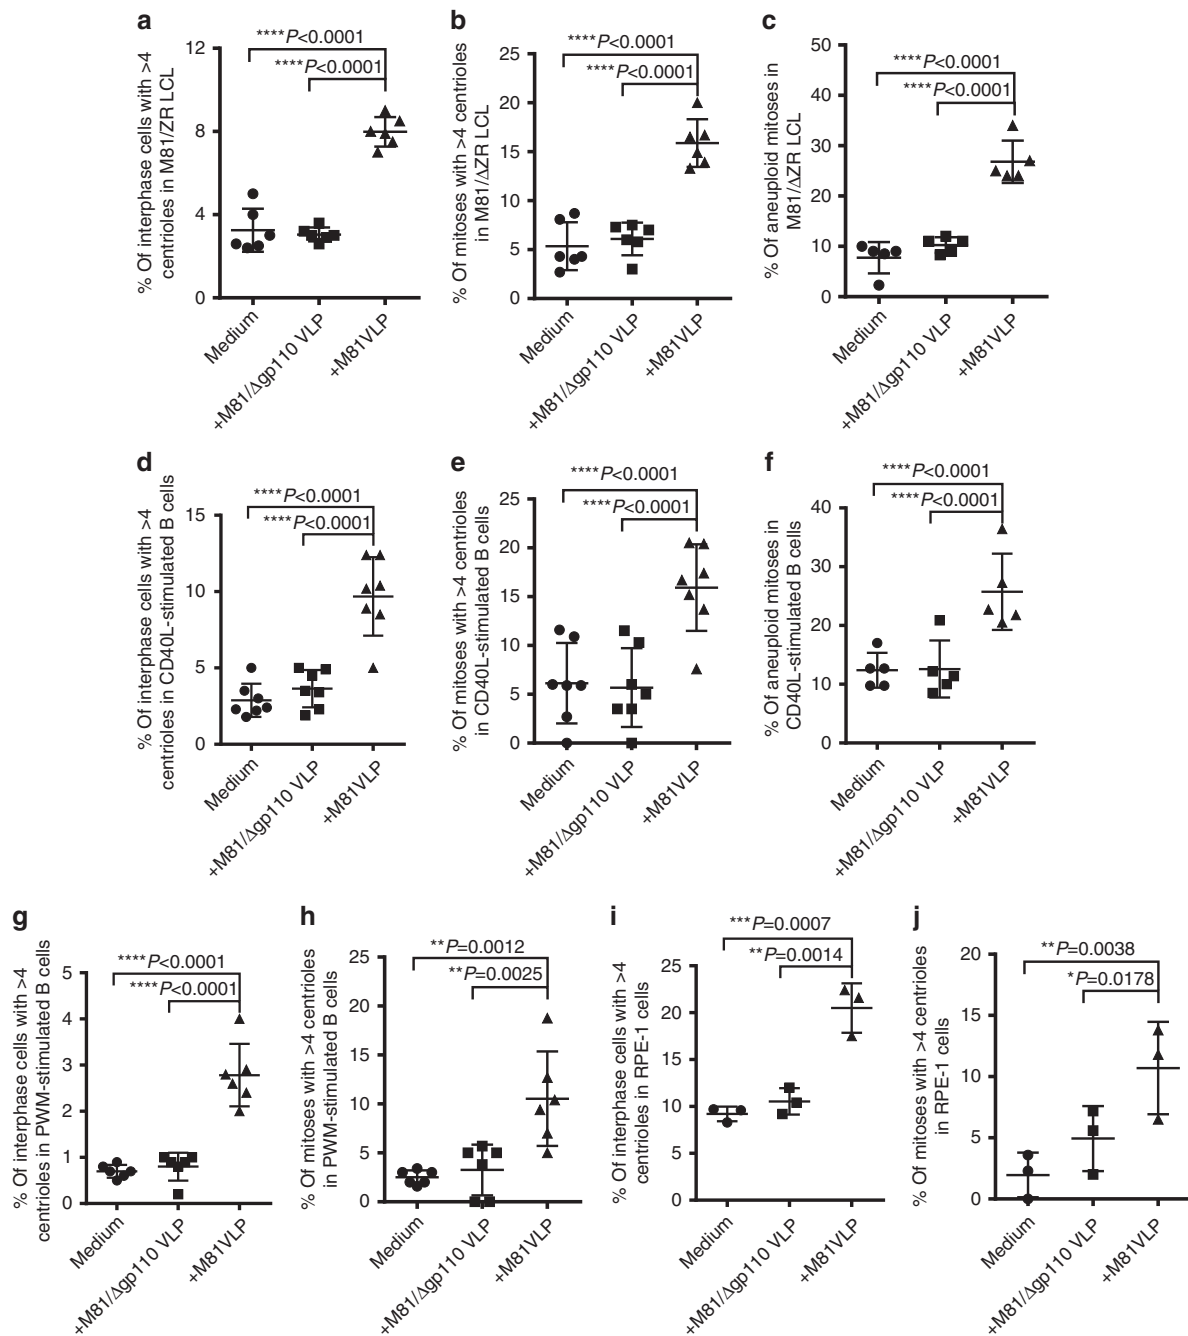 a
****P<0.0001
****P<0.0001
% Of interphase cells with >4
centrioles in M81/ZR LCL
12
8
4
0
Medium
+M81/Δgp110 VLP
+M81VLP
b
****P<0.0001
****P<0.0001
% Of mitoses with >4 centrioles
in M81/ΔZR LCL
25
20
15
10
5
0
Medium
+M81/Δgp110 VLP
+M81VLP
c
****P<0.0001
****P<0.0001
% Of aneuploid mitoses in
M81/ΔZR LCL
50
40
30
20
10
0
Medium
+M81/Δgp110 VLP
+M81VLP
d
****P<0.0001
****P<0.0001
% Of interphase cells with >4
centrioles in CD40L-stimulated B cells
15
10
5
0
Medium
+M81/Δgp110 VLP
+M81VLP
e
****P<0.0001
****P<0.0001
% Of mitoses with >4 centrioles
in CD40L-stimulated B cells
25
20
15
10
5
0
Medium
+M81/Δgp110 VLP
+M81VLP
f
****P<0.0001
****P<0.0001
% Of aneuploid mitoses in
CD40L-stimulated B cells
40
30
20
10
0
Medium
+M81/Δgp110 VLP
+M81VLP
g
****P<0.0001
****P<0.0001
% Of interphase cells with >4
centrioles in PWM-stimulated B cells
5
4
3
2
1
0
Medium
+M81/Δgp110 VLP
+M81VLP
h
**P=0.0012
**P=0.0025
% Of mitoses with >4 centrioles
in PWM-stimulated B cells
25
20
15
10
5
0
Medium
+M81/Δgp110 VLP
+M81VLP
i
***P=0.0007
**P=0.0014
% Of interphase cells with >4
centrioles in RPE-1 cells
25
20
15
10
5
0
Medium
+M81/Δgp110 VLP
+M81VLP
j
**P=0.0038
*P=0.0178
% Of mitoses with >4 centrioles
in RPE-1 cells
20
15
10
5
0
Medium
+M81/Δgp110 VLP
+M81VLP